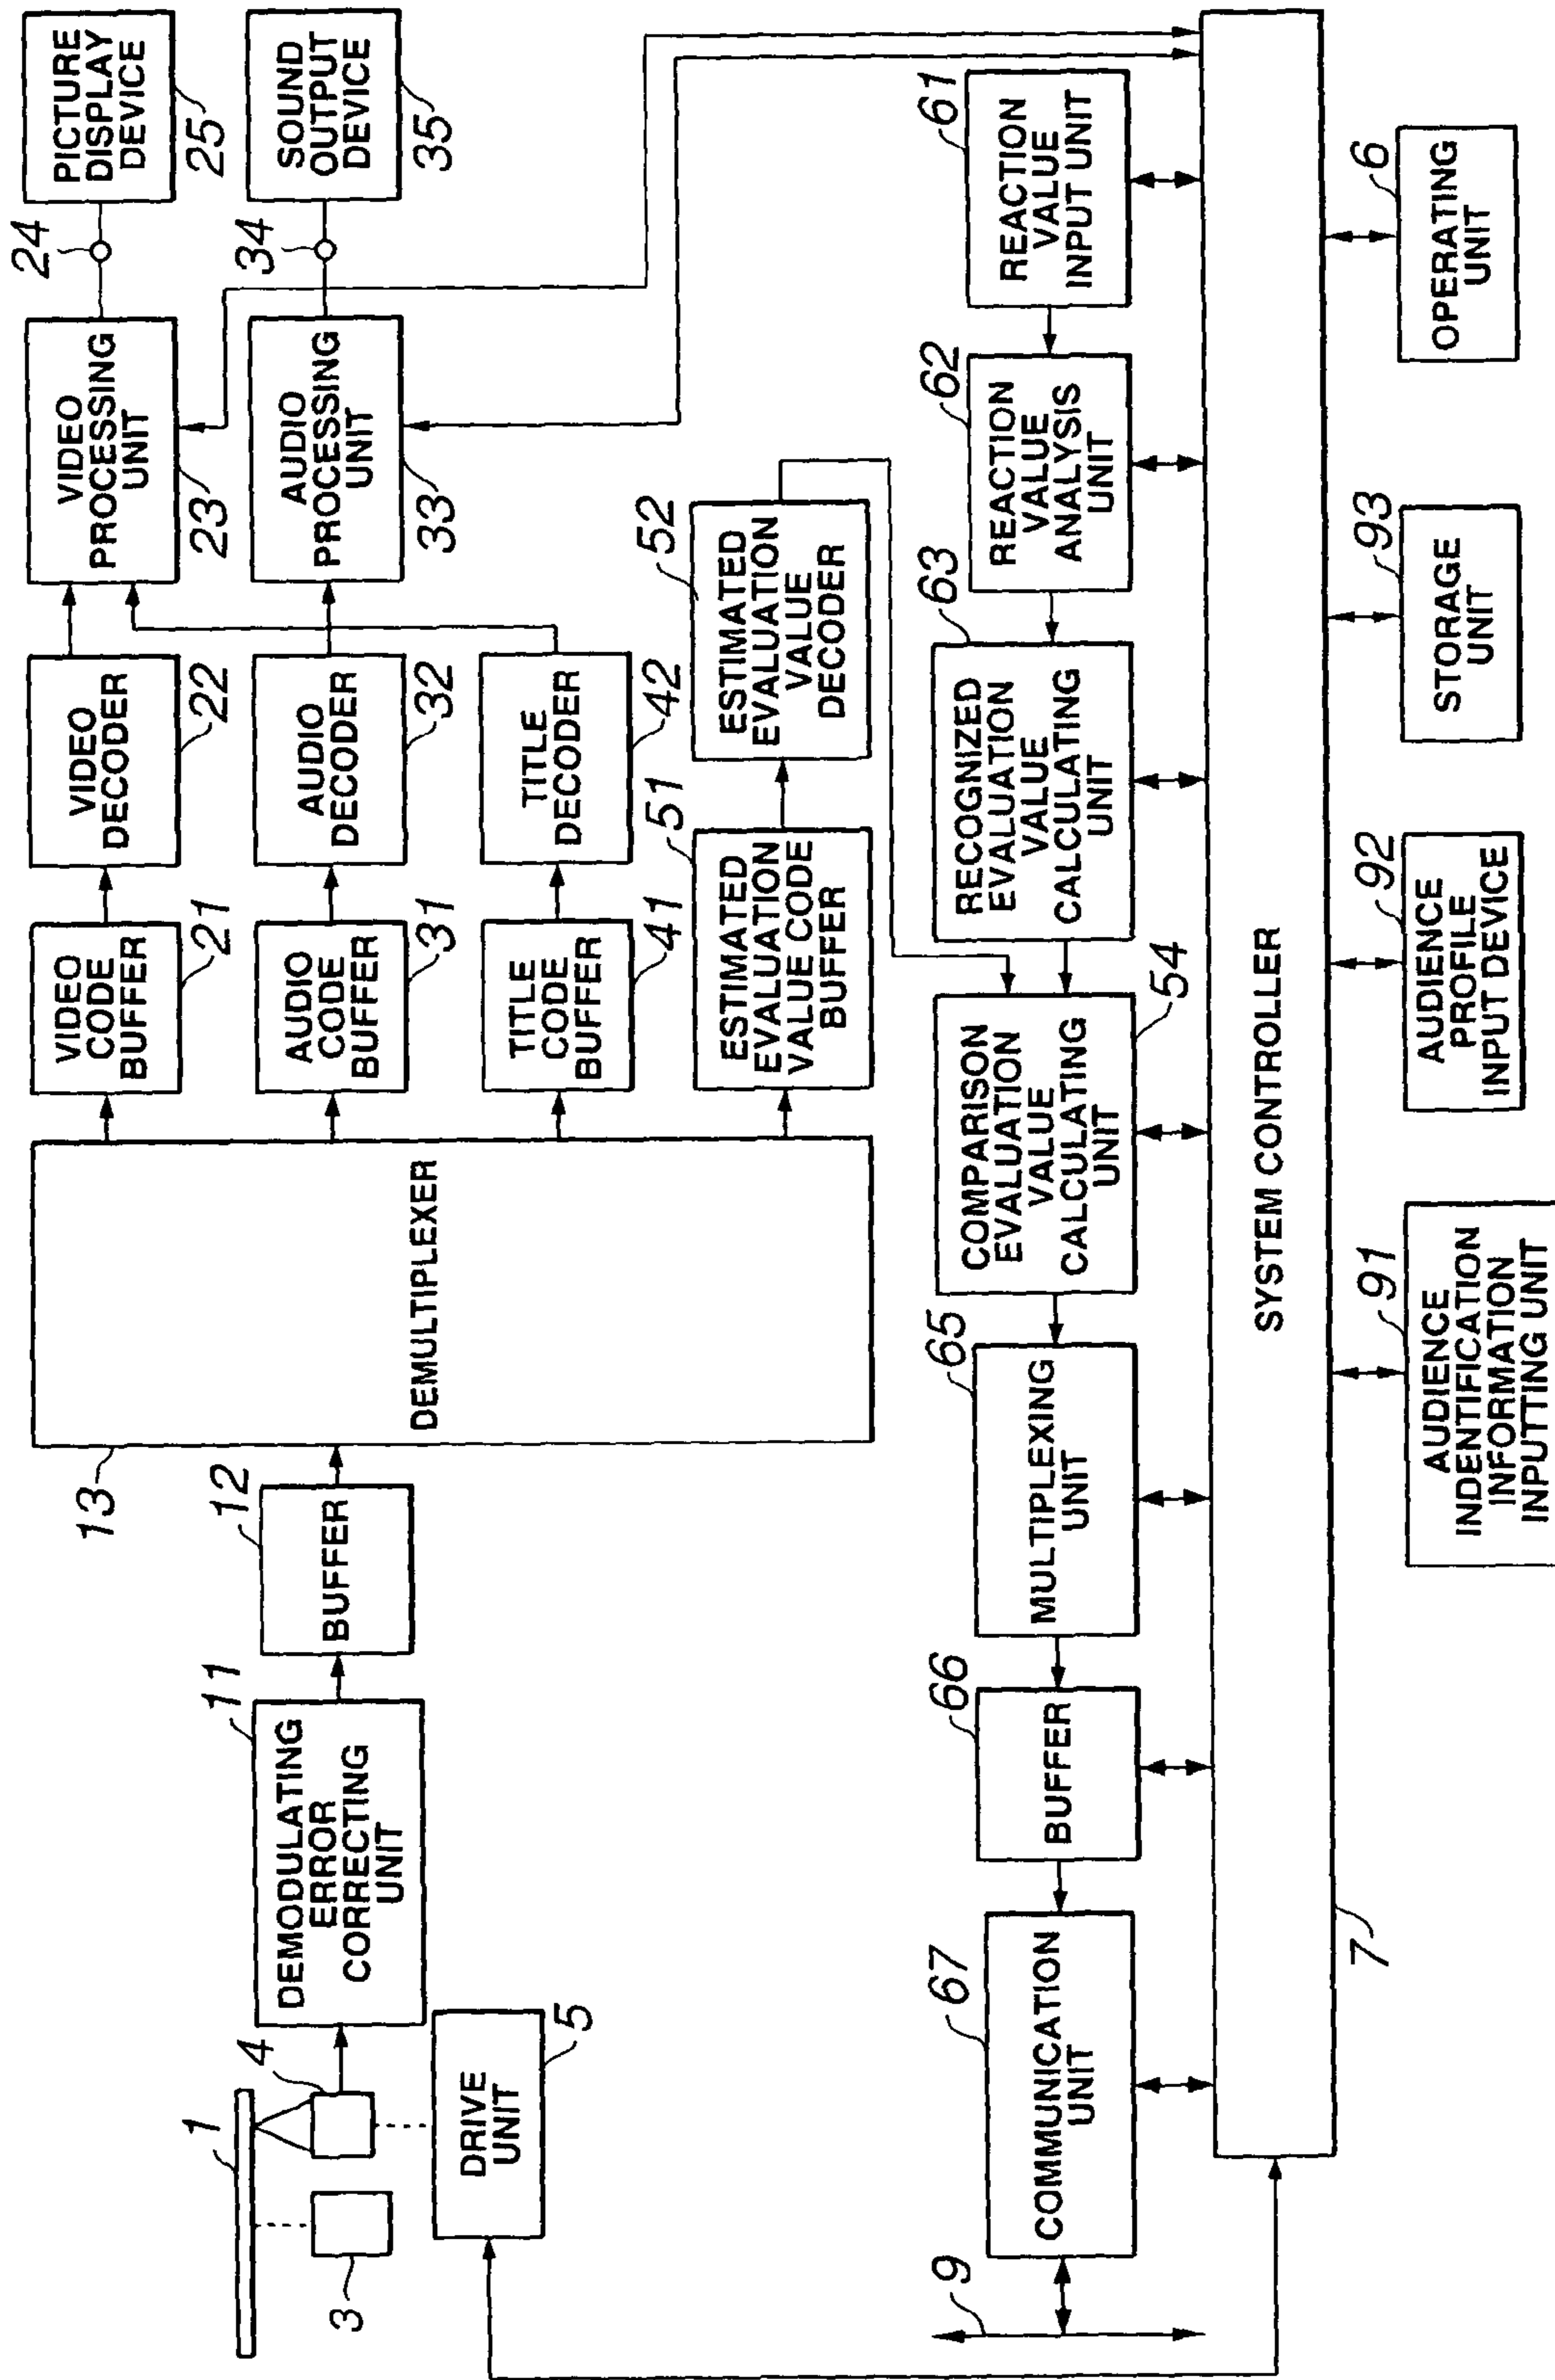 1
3
4
DRIVE
UNIT
5
DEMODULATING
ERROR
CORRECTING
UNIT
11
BUFFER
12
DEMULTIPLEXER
13
VIDEO
CODE
BUFFER
21
VIDEO
DECODER
22
VIDEO
PROCESSING
UNIT
23
24
PICTURE
DISPLAY
DEVICE
25
AUDIO
CODE
BUFFER
31
AUDIO
DECODER
32
AUDIO
PROCESSING
UNIT
33
34
SOUND
OUTPUT
DEVICE
35
TITLE
CODE
BUFFER
41
TITLE
DECODER
42
ESTIMATED
EVALUATION
VALUE CODE
BUFFER
51
ESTIMATED
EVALUATION
VALUE
DECODER
52
9
COMMUNICATION
UNIT
67
BUFFER
66
MULTIPLEXING
UNIT
65
COMPARISON
EVALUATION
VALUE
CALCULATING
UNIT
54
RECOGNIZED
EVALUATION
VALUE
CALCULATING
UNIT
63
REACTION
VALUE
ANALYSIS
UNIT
62
REACTION
VALUE
INPUT UNIT
61
SYSTEM CONTROLLER
7
AUDIENCE
INDENTIFICATION
INFORMATION
INPUTTING UNIT
91
AUDIENCE
PROFILE
INPUT DEVICE
92
STORAGE
UNIT
93
OPERATING
UNIT
6